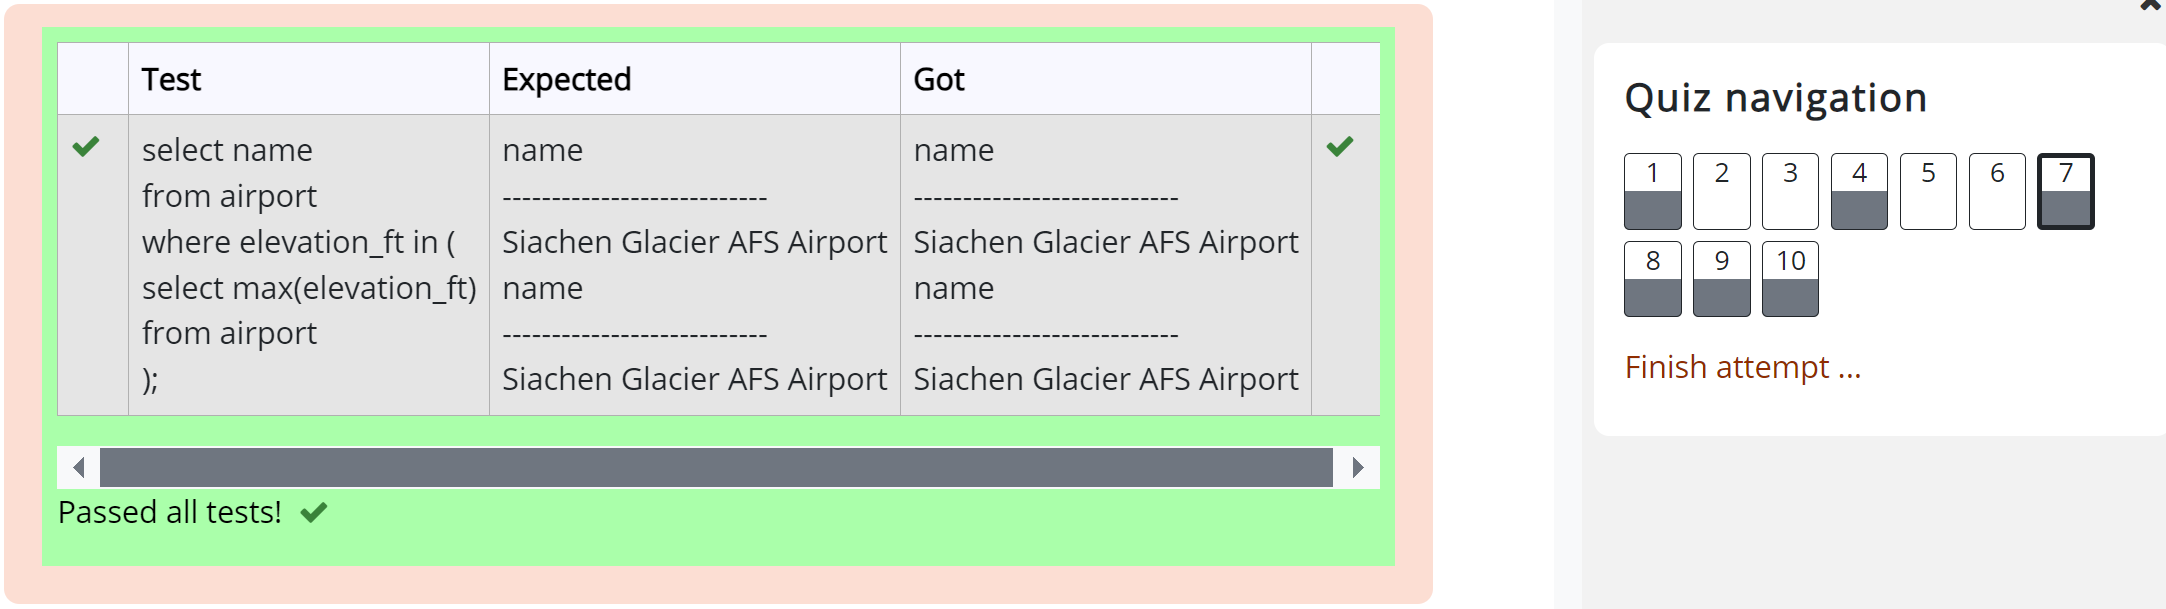 Test Expected Got
select name name name
from airport --------------------------- ---------------------------
where elevation_ft in ( Siachen Glacier AFS Airport Siachen Glacier AFS Airport
select max(elevation_ft) name name
from airport --------------------------- ---------------------------
); Siachen Glacier AFS Airport Siachen Glacier AFS Airport
Passed all tests!
Quiz navigation
1 2 3 4 5 6 7
8 9 10
Finish attempt ...